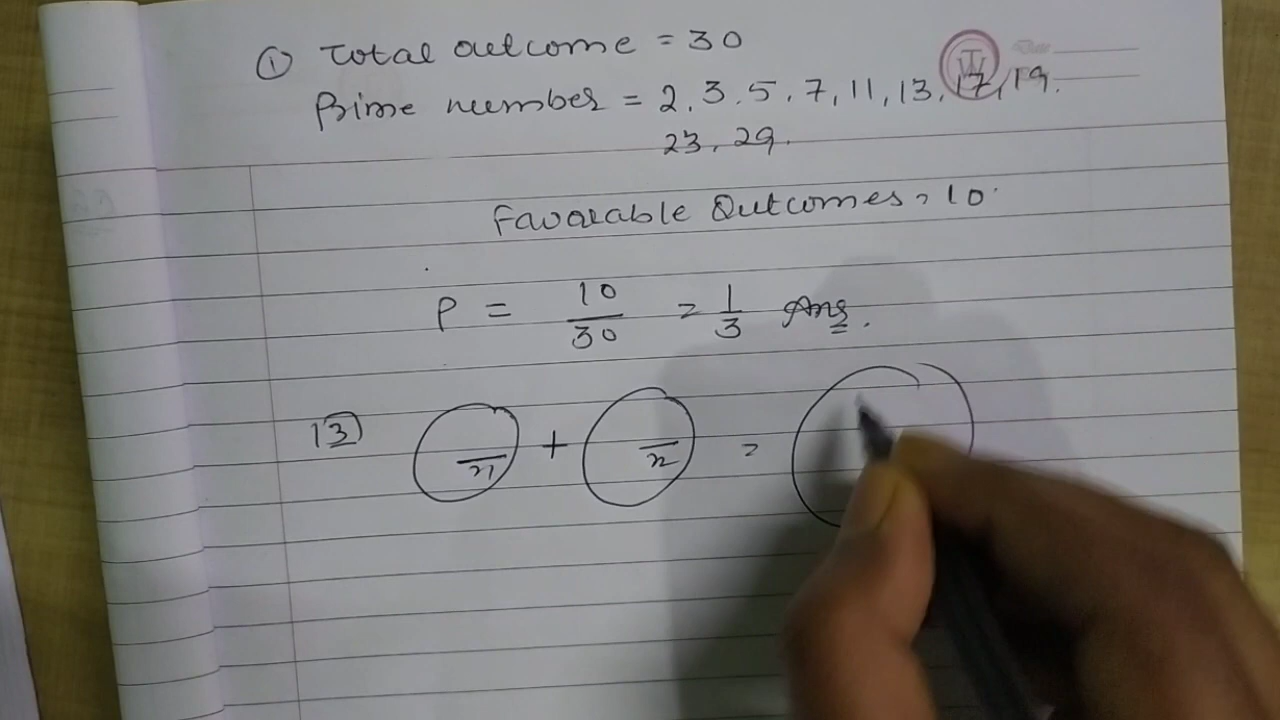 ① Total outcome = 30
Date
Prime number = 2, 3, 5, 7, 11, 13, 17, 19.
23, 29.
Favorable Outcomes = 10
P = 10/30 = 1/3 Ans.
13) /n + /n =